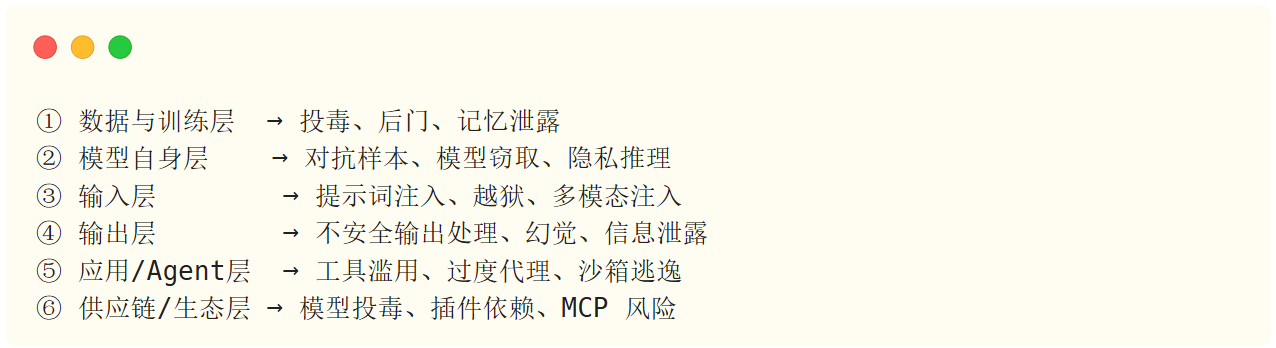 ① 数据与训练层 → 投毒、后门、记忆泄露
② 模型自身层 → 对抗样本、模型窃取、隐私推理
③ 输入层 → 提示词注入、越狱、多模态注入
④ 输出层 → 不安全输出处理、幻觉、信息泄露
⑤ 应用/Agent层 → 工具滥用、过度代理、沙箱逃逸
⑥ 供应链/生态层 → 模型投毒、插件依赖、MCP 风险